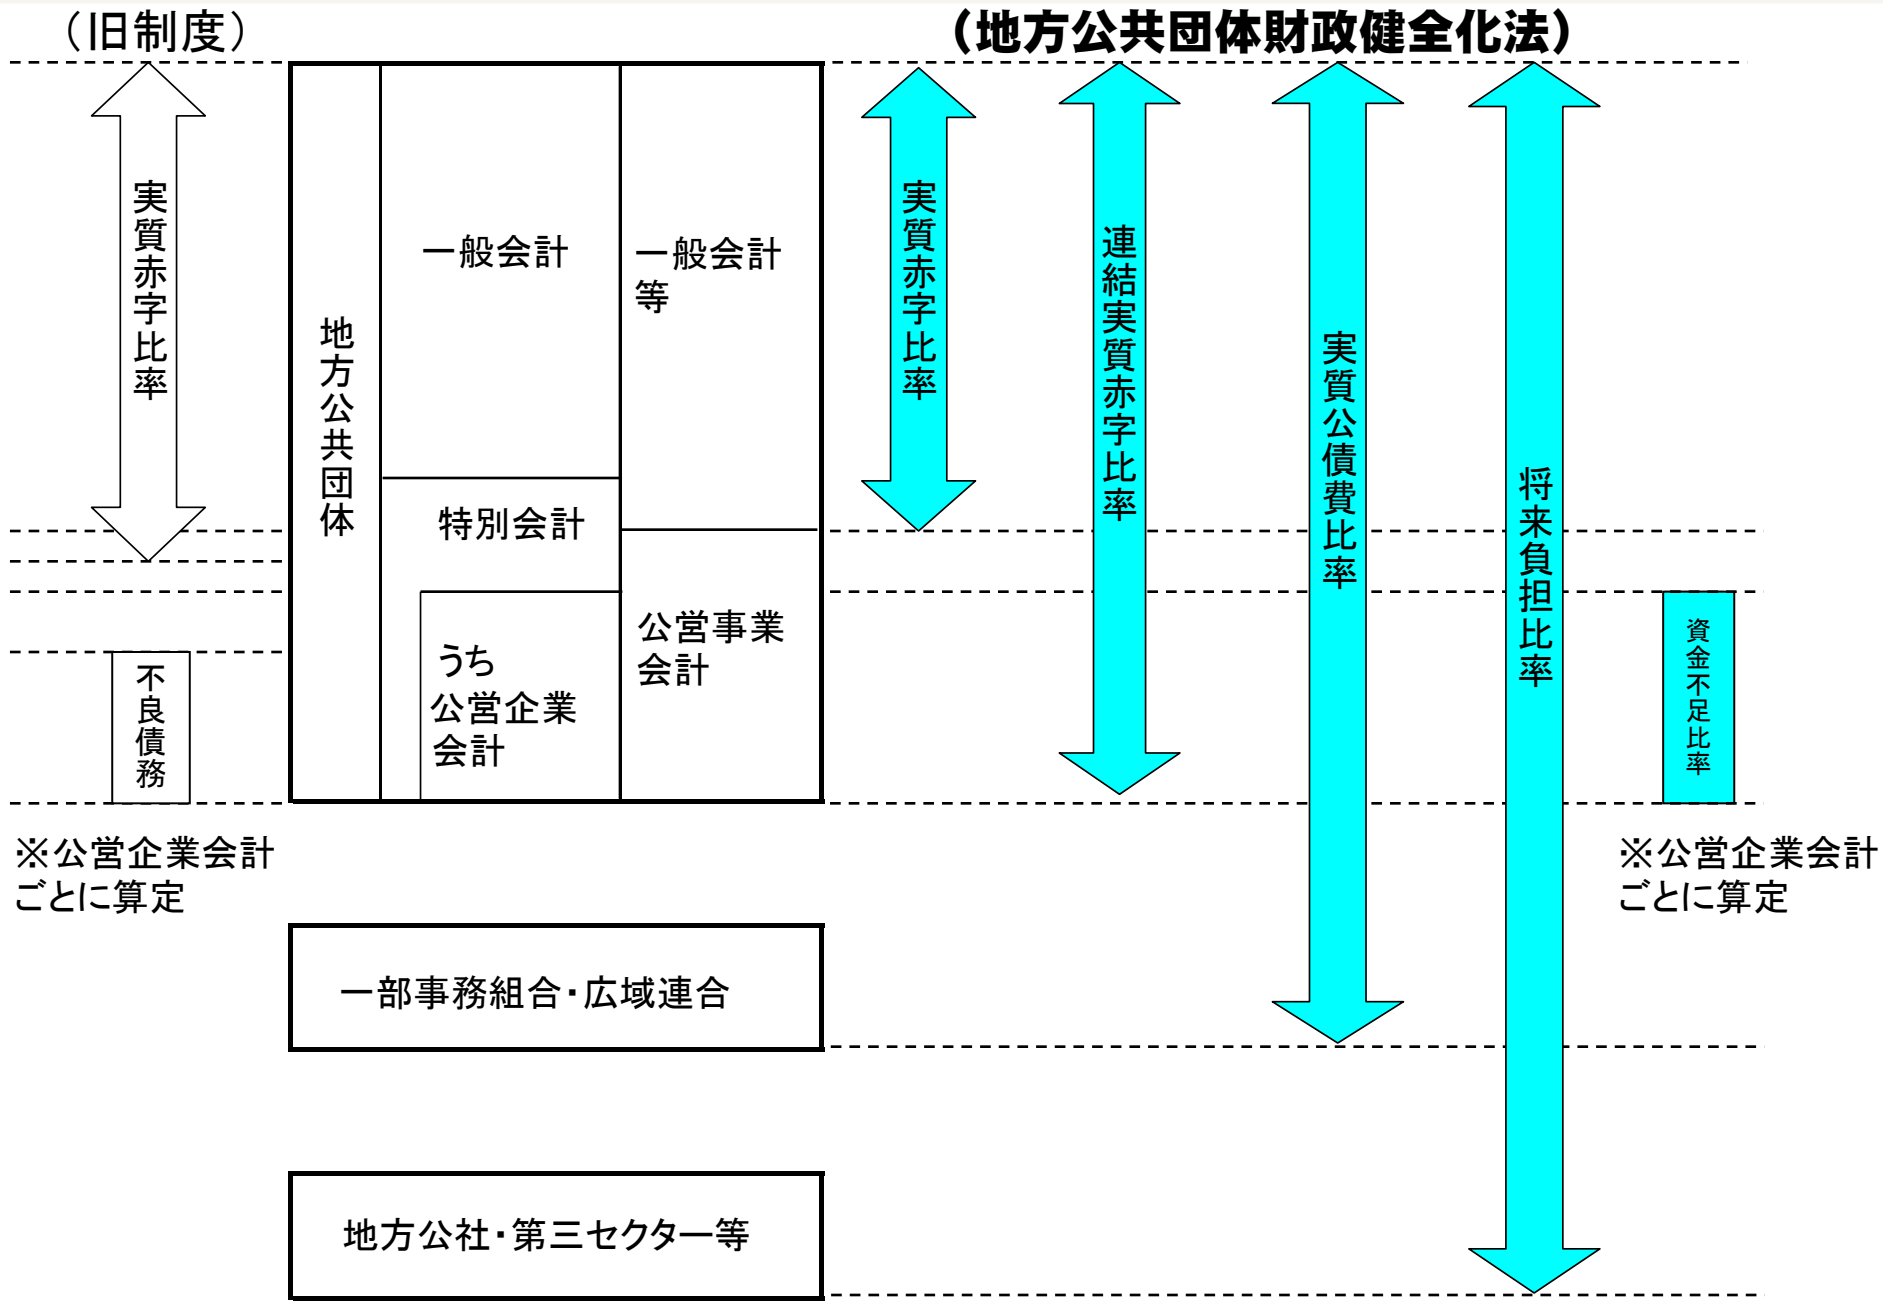 （旧制度）
（地方公共団体財政健全化法）
実質赤字比率
地方公共団体
一般会計
一般会計
等
特別会計
うち
公営企業
会計
公営事業
会計
実質赤字比率
連結実質赤字比率
実質公債費比率
将来負担比率
資金不足比率
不良債務
※公営企業会計
ごとに算定
※公営企業会計
ごとに算定
一部事務組合・広域連合
地方公社・第三セクター等